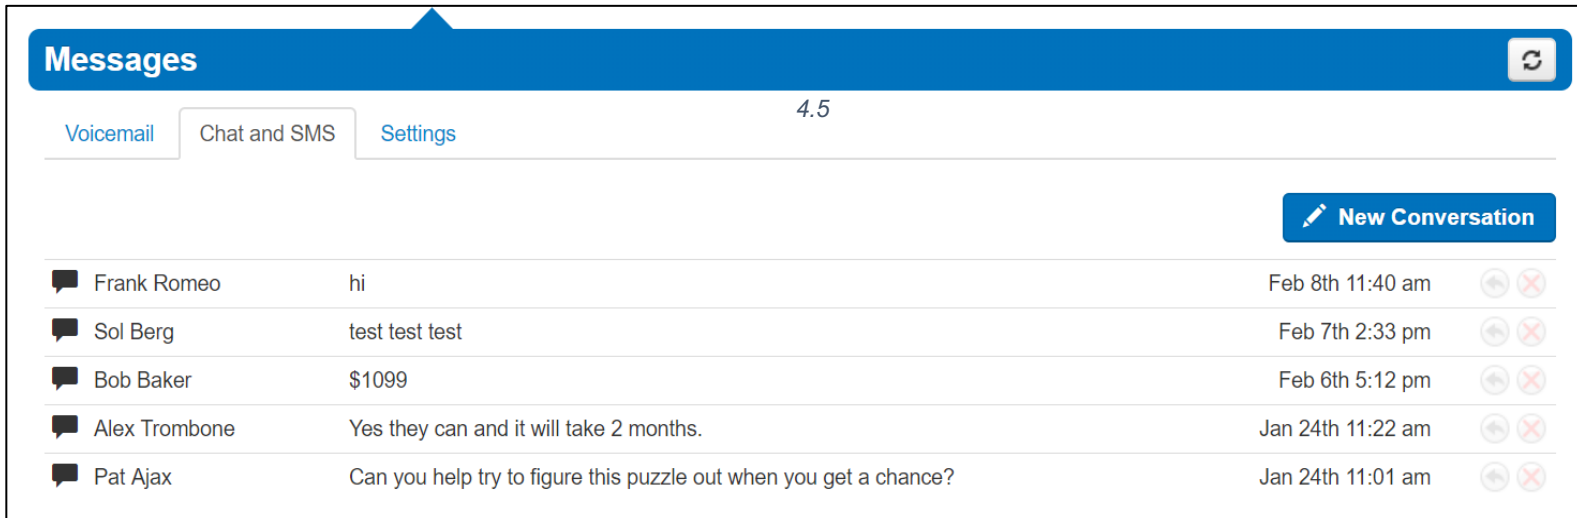 Messages
4.5
Voicemail Chat and SMS Settings
New Conversation
Frank Romeo hi Feb 8th 11:40 am
Sol Berg test test test Feb 7th 2:33 pm
Bob Baker $1099 Feb 6th 5:12 pm
Alex Trombone Yes they can and it will take 2 months. Jan 24th 11:22 am
Pat Ajax Can you help try to figure this puzzle out when you get a chance? Jan 24th 11:01 am